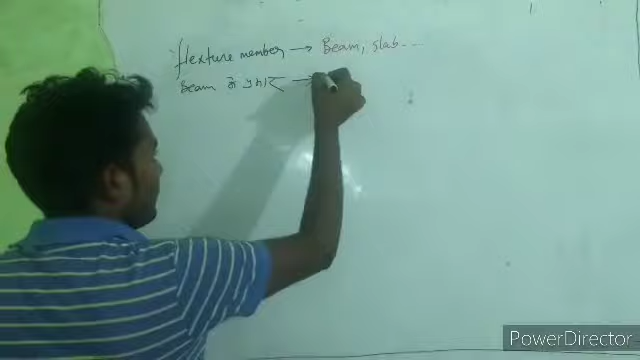 flexture member → Beam, slab ...
Beam के प्रकार →
PowerDirector